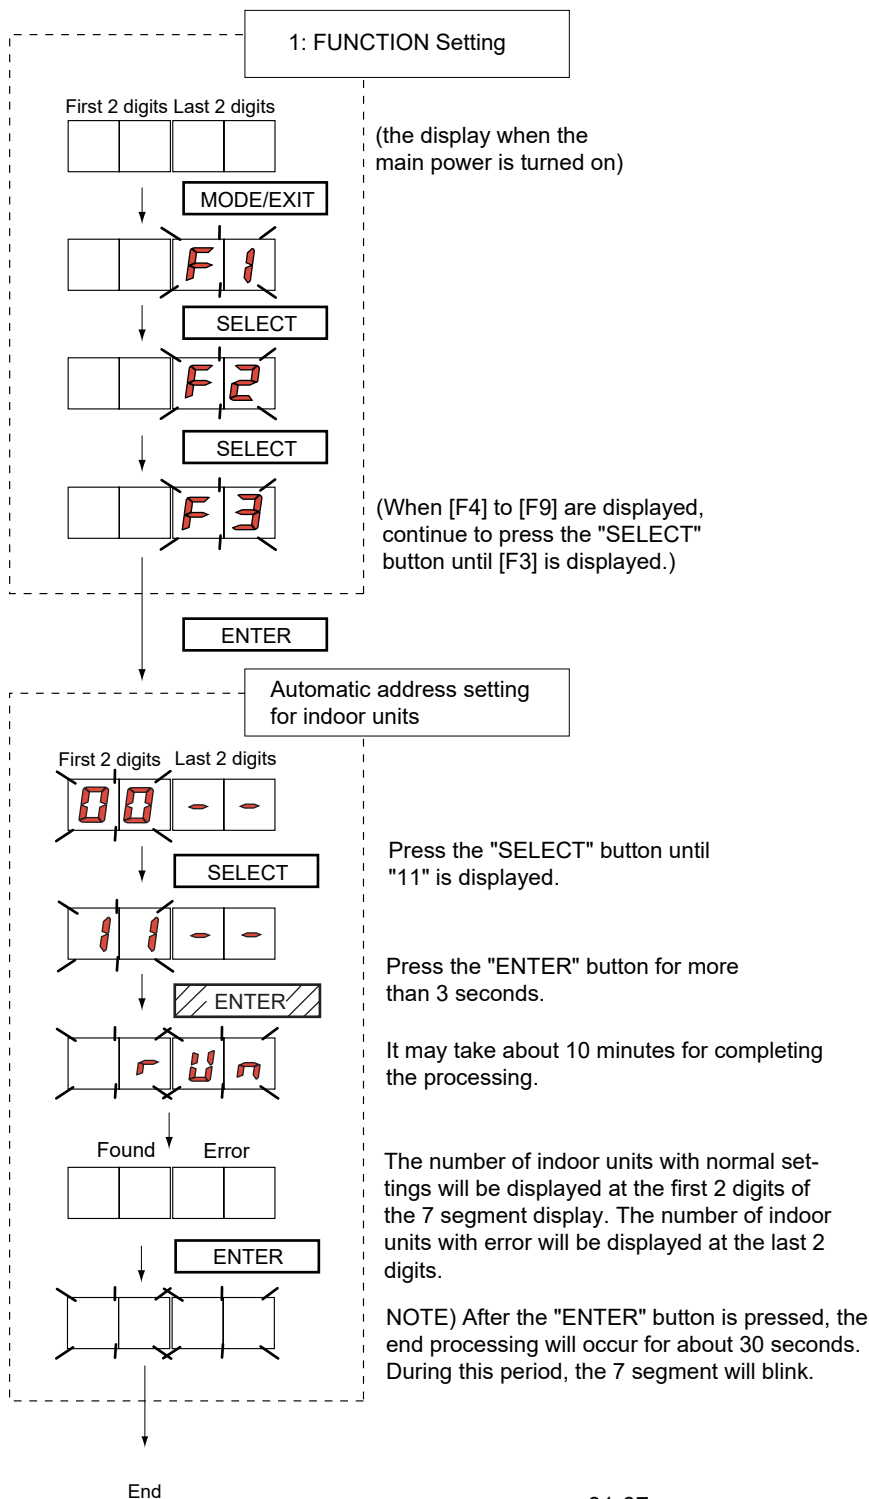 1: FUNCTION Setting
First 2 digits Last 2 digits
(the display when the
main power is turned on)
MODE/EXIT
F 1
SELECT
F 2
SELECT
F 3
(When [F4] to [F9] are displayed,
continue to press the "SELECT"
button until [F3] is displayed.)
ENTER
Automatic address setting
for indoor units
First 2 digits Last 2 digits
0 0 - -
Press the "SELECT" button until
"11" is displayed.
SELECT
1 1 - -
Press the "ENTER" button for more
than 3 seconds.
ENTER
r U n
It may take about 10 minutes for completing
the processing.
Found Error
The number of indoor units with normal set-
tings will be displayed at the first 2 digits of
the 7 segment display. The number of indoor
units with error will be displayed at the last 2
digits.
ENTER
NOTE) After the "ENTER" button is pressed, the
end processing will occur for about 30 seconds.
During this period, the 7 segment will blink.
End